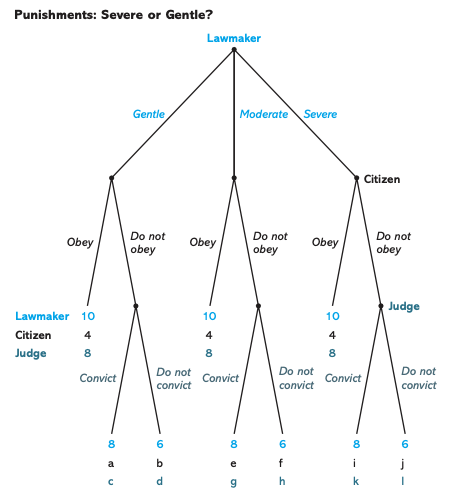 Punishments: Severe or Gentle?
Lawmaker
Gentle Moderate Severe
Citizen
Obey Do not obey Obey Do not obey Obey Do not obey
Lawmaker 10 10 10 Judge
Citizen 4 4 4
Judge 8 8 8
Convict Do not convict Convict Do not convict Convict Do not convict
8 6 8 6 8 6
a b e f i j
c d g h k l